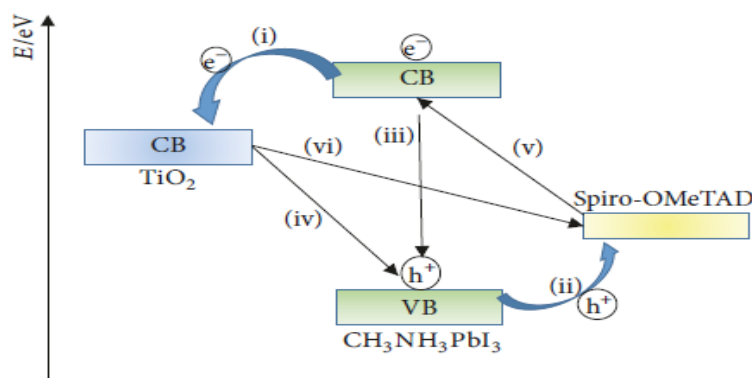 E/eV
(i)
e⁻
e⁻
CB
CB
TiO₂
(iii)
(v)
(vi)
(iv)
Spiro-OMeTAD
h⁺
VB
(ii)
h⁺
CH₃NH₃PbI₃